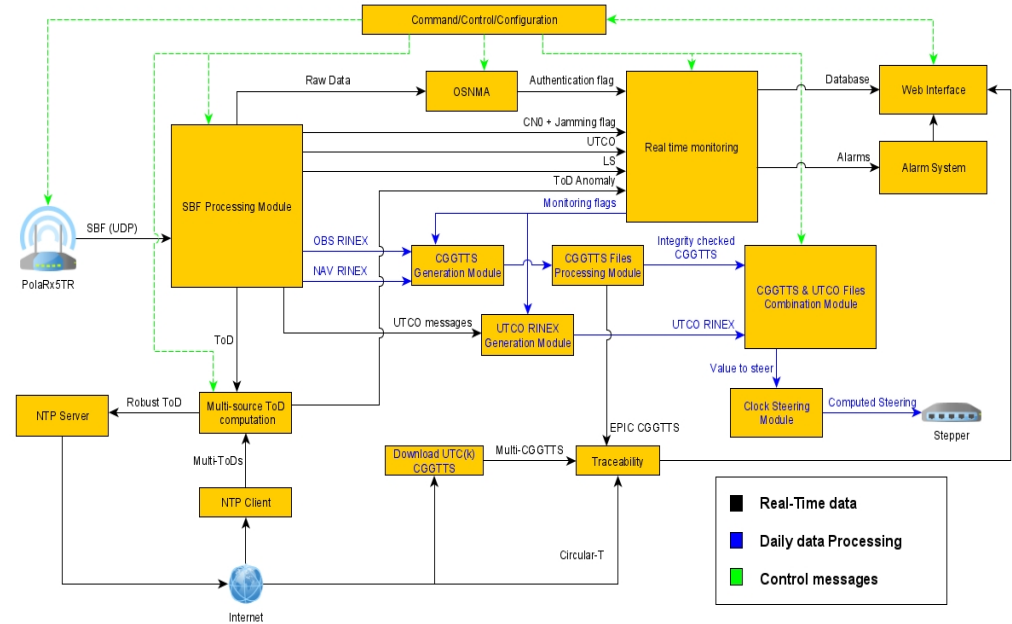 Command/Control/Configuration
Raw Data
OSNMA
Authentication flag
Database
Web Interface
CN0 + Jamming flag
UTCO
LS
ToD Anomaly
Real time monitoring
Alarms
Alarm System
SBF Processing Module
SBF (UDP)
PolaRx5TR
Monitoring flags
OBS RINEX
NAV RINEX
CGGTTS
Generation Module
CGGTTS Files
Processing Module
Integrity checked
CGGTTS
CGGTTS & UTCO Files
Combination Module
UTCO messages
UTCO RINEX
Generation Module
UTCO RINEX
ToD
Value to steer
Robust ToD
NTP Server
Multi-source ToD
computation
Clock Steering
Module
Computed Steering
Stepper
EPIC CGGTTS
Multi-ToDs
Download UTC(k)
CGGTTS
Multi-CGGTTS
Traceability
NTP Client
Circular-T
Internet
Real-Time data
Daily data Processing
Control messages